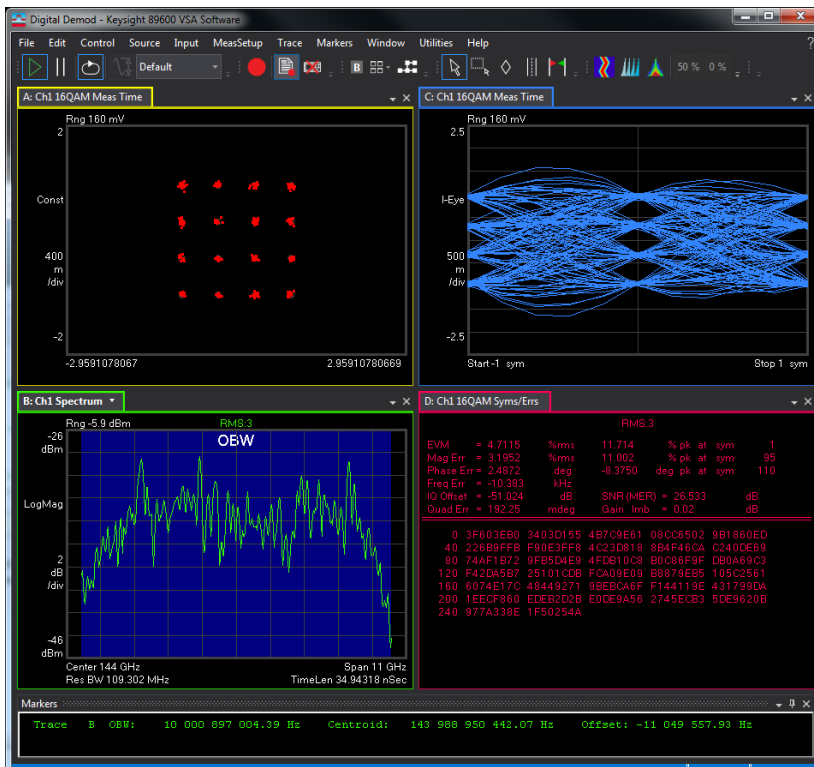 Digital Demod - Keysight 89600 VSA Software
File Edit Control Source Input MeasSetup Trace Markers Window Utilities Help ?
Default B 50 % 0 %
A: Ch1 16QAM Meas Time
Rng 160 mV
2
Const
400
m
/div
-2
-2.9591078067 2.95910780669
C: Ch1 16QAM Meas Time
Rng 160 mV
2.5
I-Eye
500
m
/div
-2.5
Start-1 sym Stop 1 sym
B: Ch1 Spectrum
Rng -5.9 dBm RMS:3
-26
dBm
OBW
LogMag
2
dB
/div
-46
dBm
Center 144 GHz Span 11 GHz
Res BW 109.302 MHz TimeLen 34.94318 nSec
D: Ch1 16QAM Syms/Errs
RMS:3
EVM = 4.7115 %rms 11.714 % pk at sym 1
Mag Err = 3.1952 %rms 11.002 % pk at sym 95
Phase Err = 2.4872 deg -8.3750 deg pk at sym 110
Freq Err = -10.383 kHz
IQ Offset = -51.024 dB SNR(MER) = 26.533 dB
Quad Err = 192.25 mdeg Gain Imb = 0.02 dB
0 3F603EB0 3403D155 4B7C9E61 08CC6502 9B1860ED
40 226B9FFB F90E3FF8 4C23D618 8B4F46CA C240DE69
80 74AF1B72 9FB5D4E9 4FDB10C8 B0C86F9F DB0A69C3
120 F42DA5B7 25101CDB FCA09E09 B8879EB5 105C2561
160 6074E17C 48449271 9BEBCA6F F144119E 431799DA
200 1EECF860 EDEB2D2B E0DE9A56 2745ECB3 5DE9820B
240 977A338E 1F50254A
Markers
Trace B OBW: 10 000 897 004.39 Hz Centroid: 143 988 950 442.07 Hz Offset: -11 049 557.93 Hz